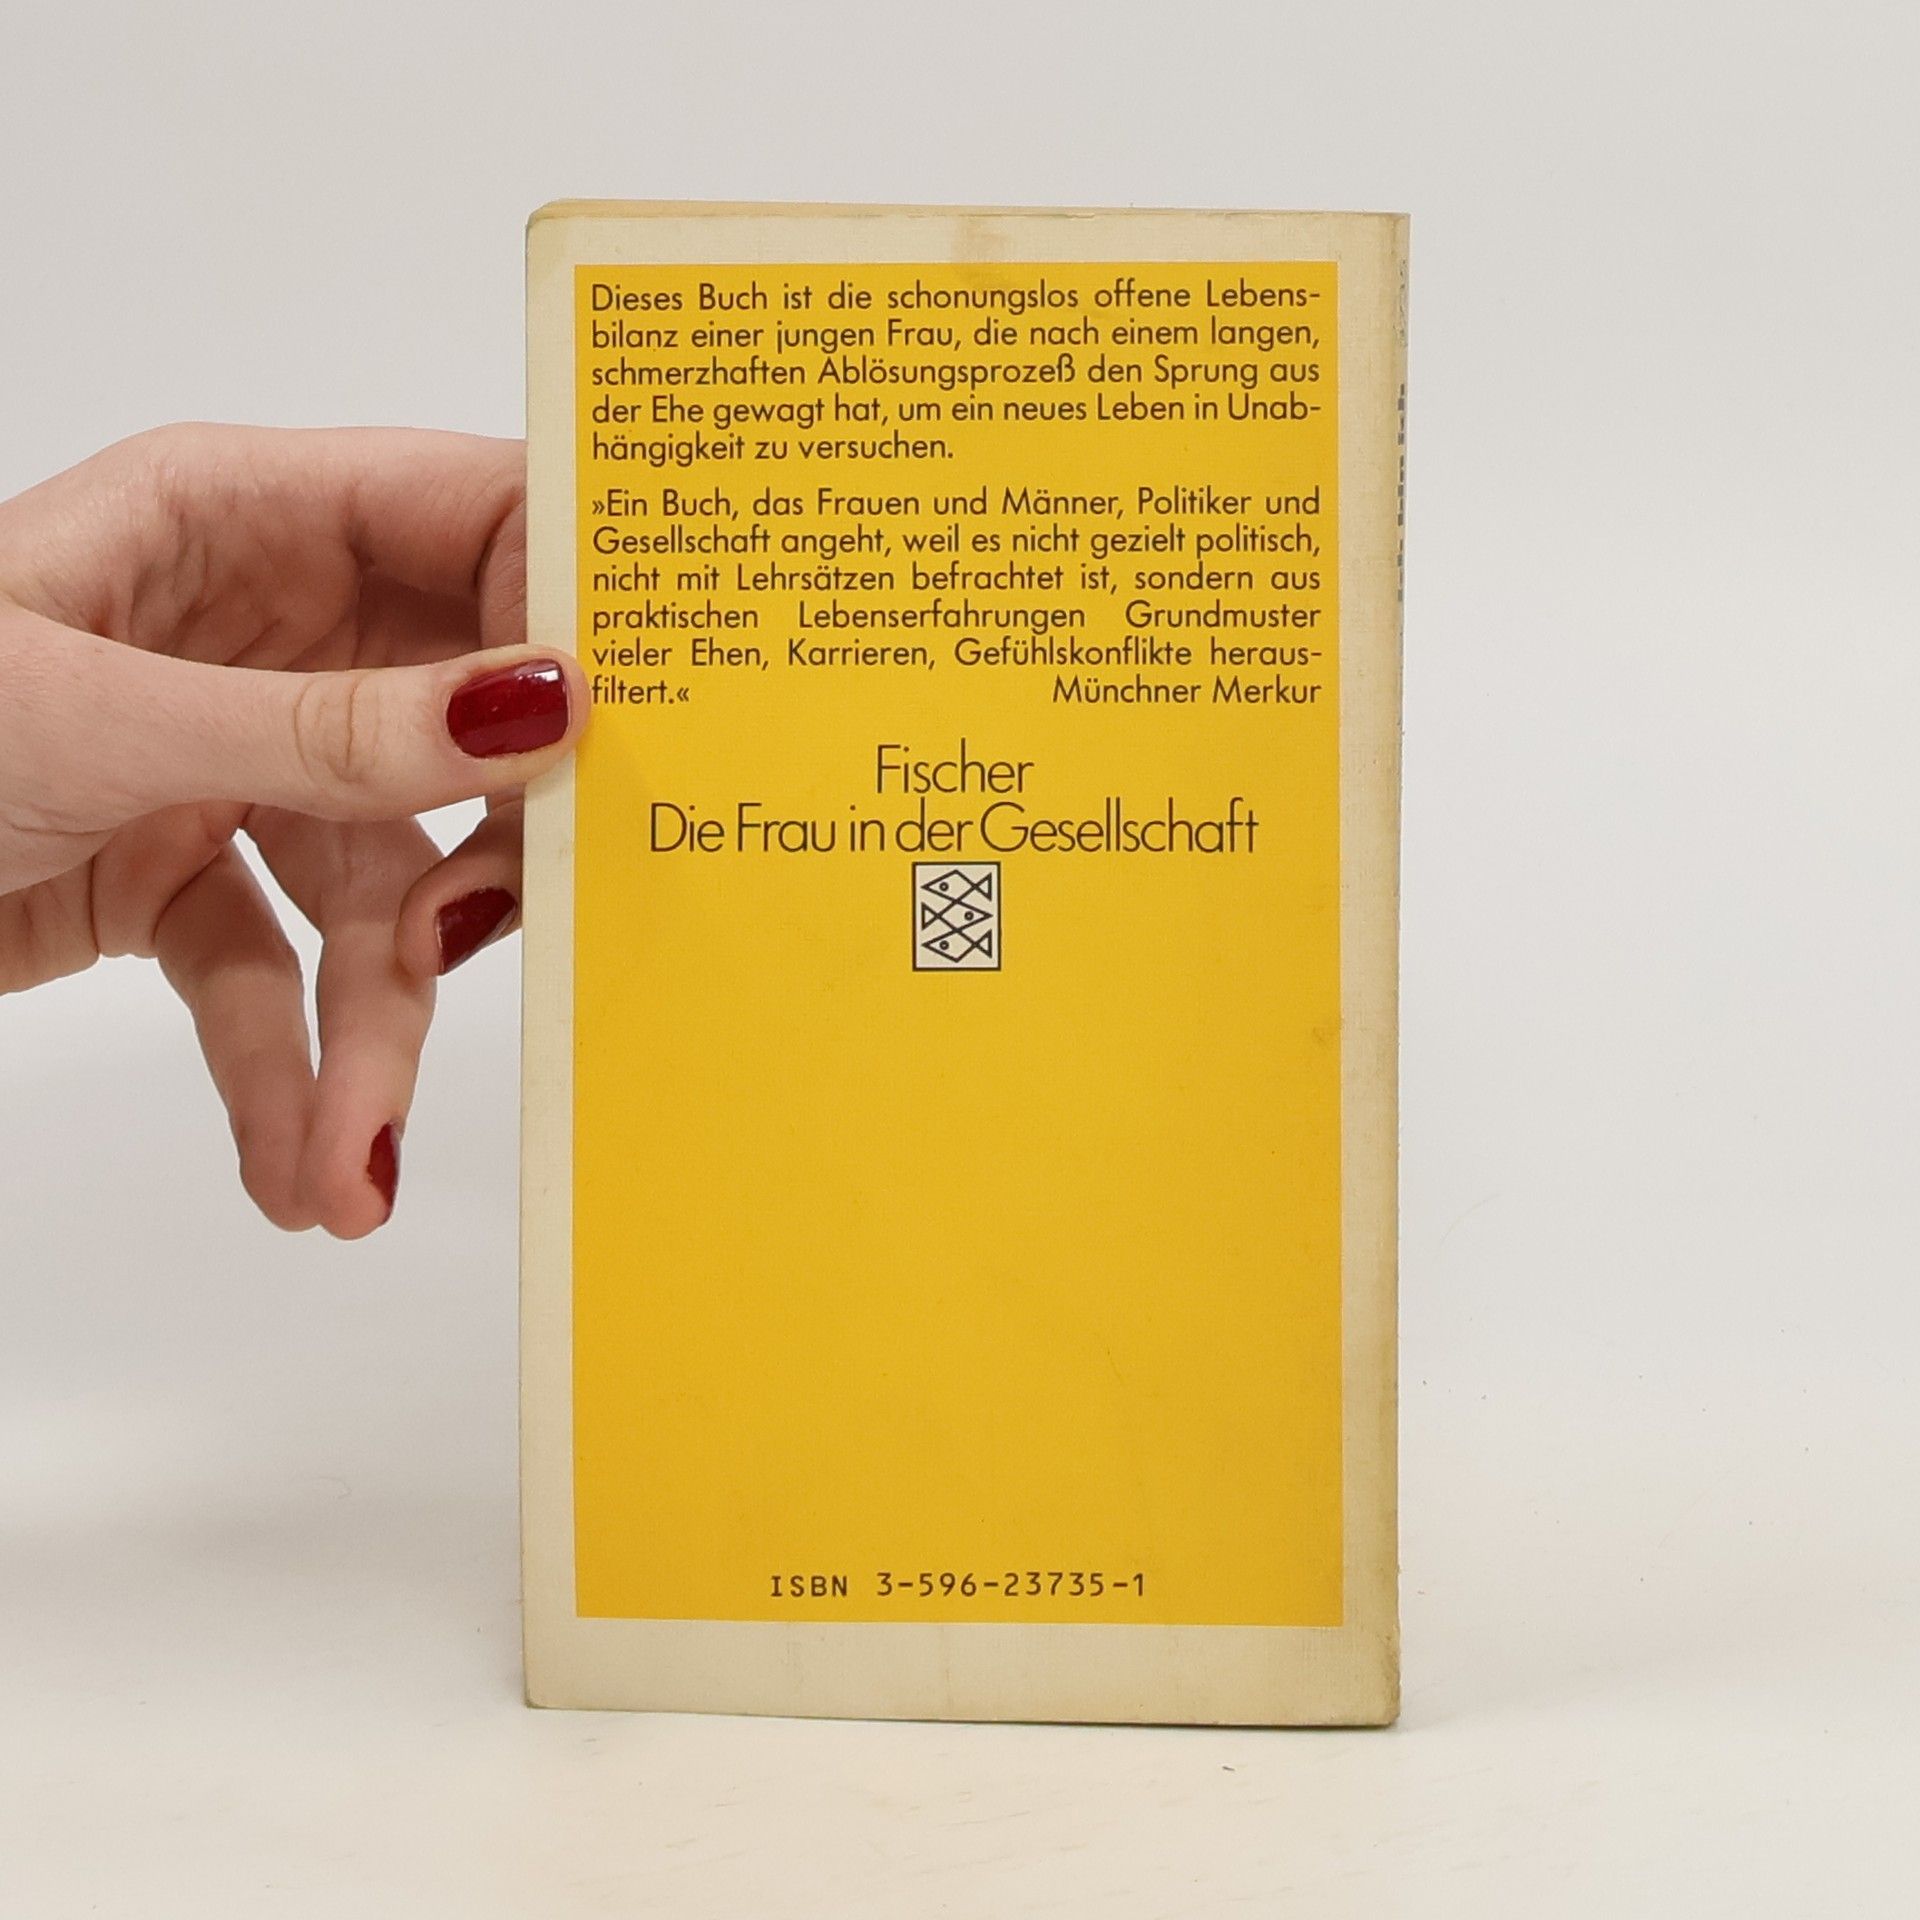 Dieses Buch ist die schonungslos offene Lebens-
bilanz einer jungen Frau, die nach einem langen,
schmerzhaften Ablösungsprozeß den Sprung aus
der Ehe gewagt hat, um ein neues Leben in Unab-
hängigkeit zu versuchen.
»Ein Buch, das Frauen und Männer, Politiker und
Gesellschaft angeht, weil es nicht gezielt politisch,
nicht mit Lehrsätzen befrachtet ist, sondern aus
praktischen Lebenserfahrungen Grundmuster
vieler Ehen, Karrieren, Gefühlskonflikte heraus-
filtert.« Münchner Merkur
Fischer
Die Frau in der Gesellschaft
ISBN 3-596-23735-1